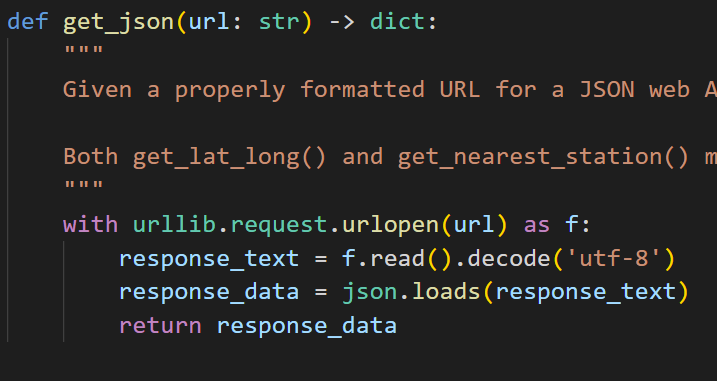 def get_json(url: str) -> dict:
"""
Given a properly formatted URL for a JSON web A
Both get_lat_long() and get_nearest_station() m
"""
with urllib.request.urlopen(url) as f:
response_text = f.read().decode('utf-8')
response_data = json.loads(response_text)
return response_data